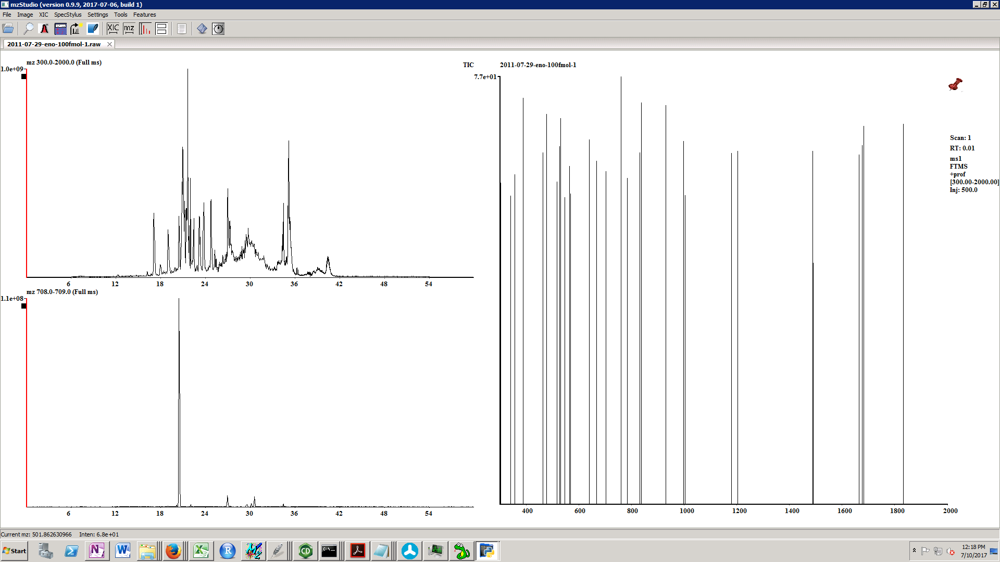 mzStudio (version 0.9.9, 2017-07-06, build 1)
File Image XIC SpecStylus Settings Tools Features
XIC mz
2011-07-29-eno-100fmol-1.raw
mz 300.0-2000.0 (Full ms)
TIC
1.0e+09
6 12 18 24 30 36 42 48 54
mz 708.0-709.0 (Full ms)
1.1e+08
6 12 18 24 30 36 42 48 54
2011-07-29-eno-100fmol-1
7.7e+01
Scan: 1
RT: 0.01
ms1
FTMS
+prof
[300.00-2000.00]
Inj: 500.0
400 600 800 1000 1200 1400 1600 1800 2000
Current mz: 501.862630966 Inten: 6.8e+01
Start
N
W
X
R
CD
C:\
12:18 PM
7/10/2017